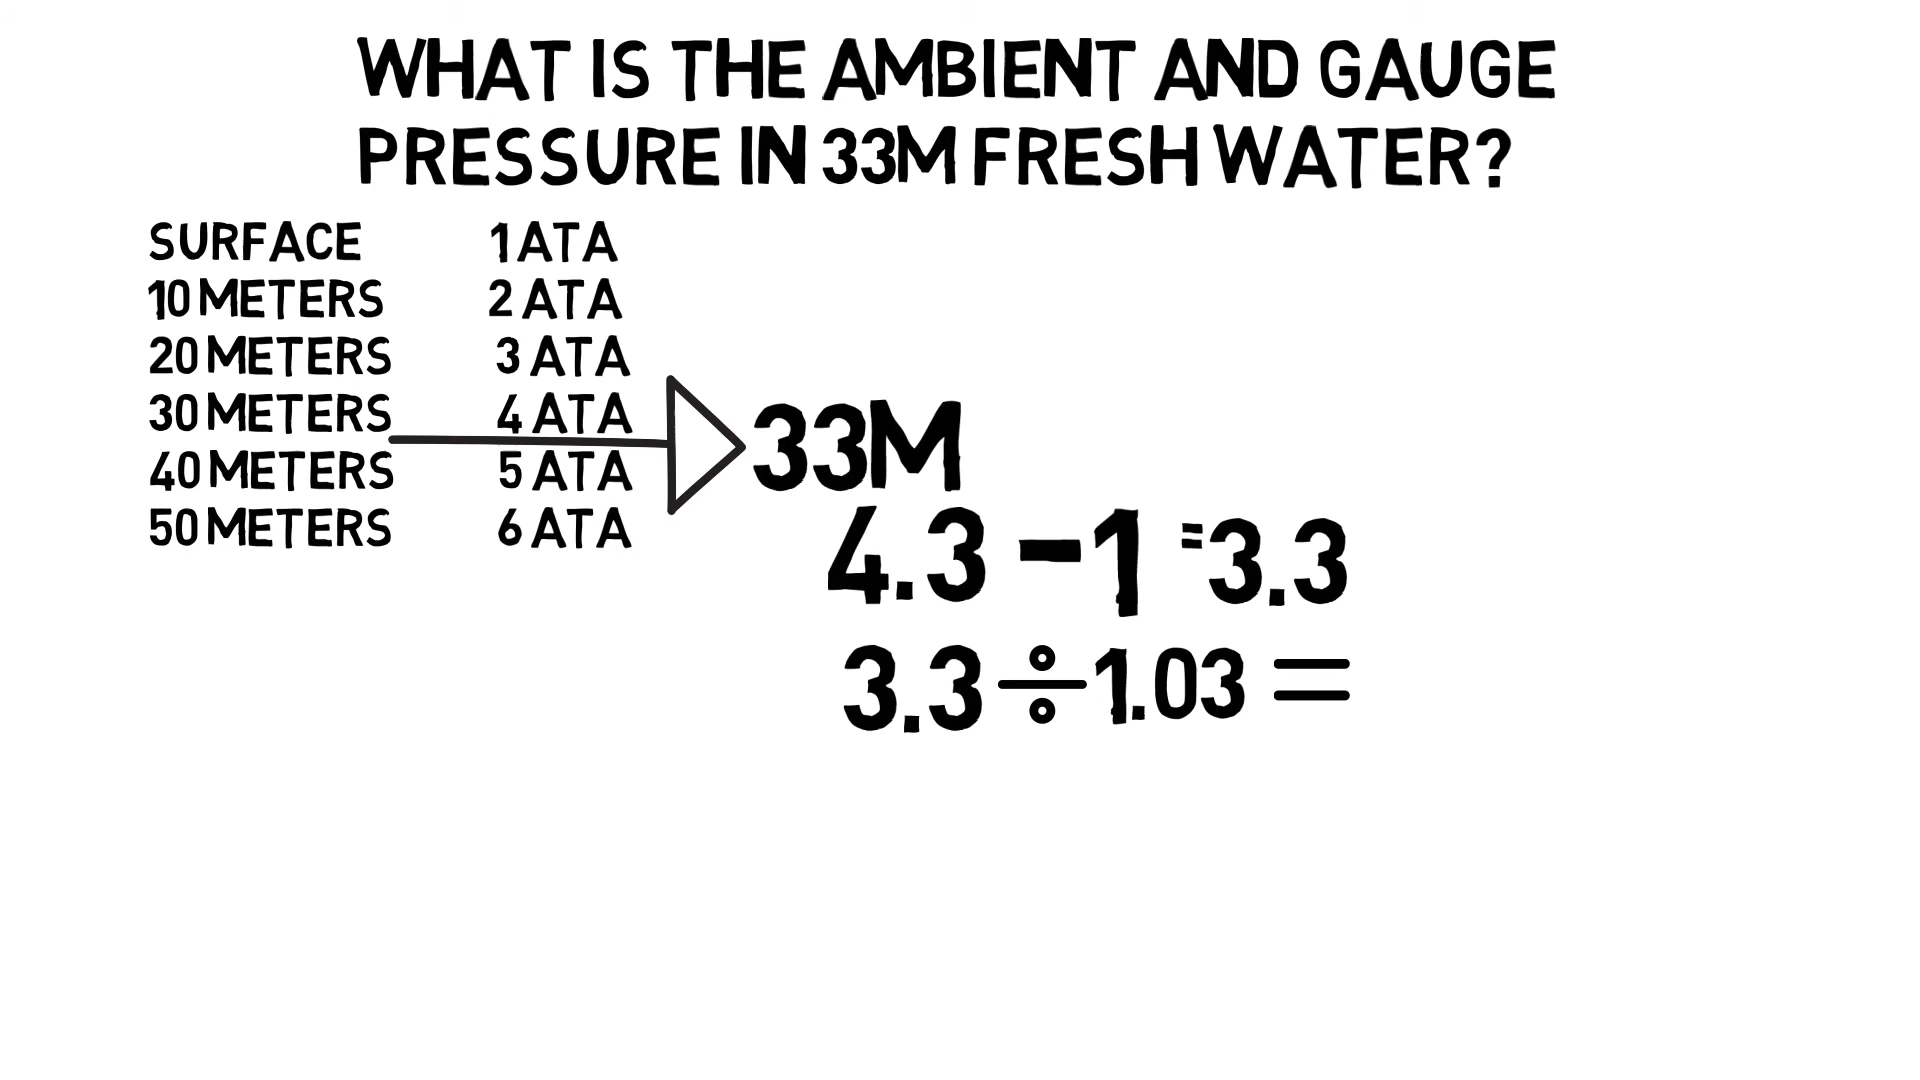 WHAT IS THE AMBIENT AND GAUGE
PRESSURE IN 33M FRESH WATER?
SURFACE 1 ATA
10 METERS 2 ATA
20 METERS 3 ATA
30 METERS 4 ATA
40 METERS 5 ATA
50 METERS 6 ATA
33M
4.3 - 1 = 3.3
3.3 ÷ 1.03 =